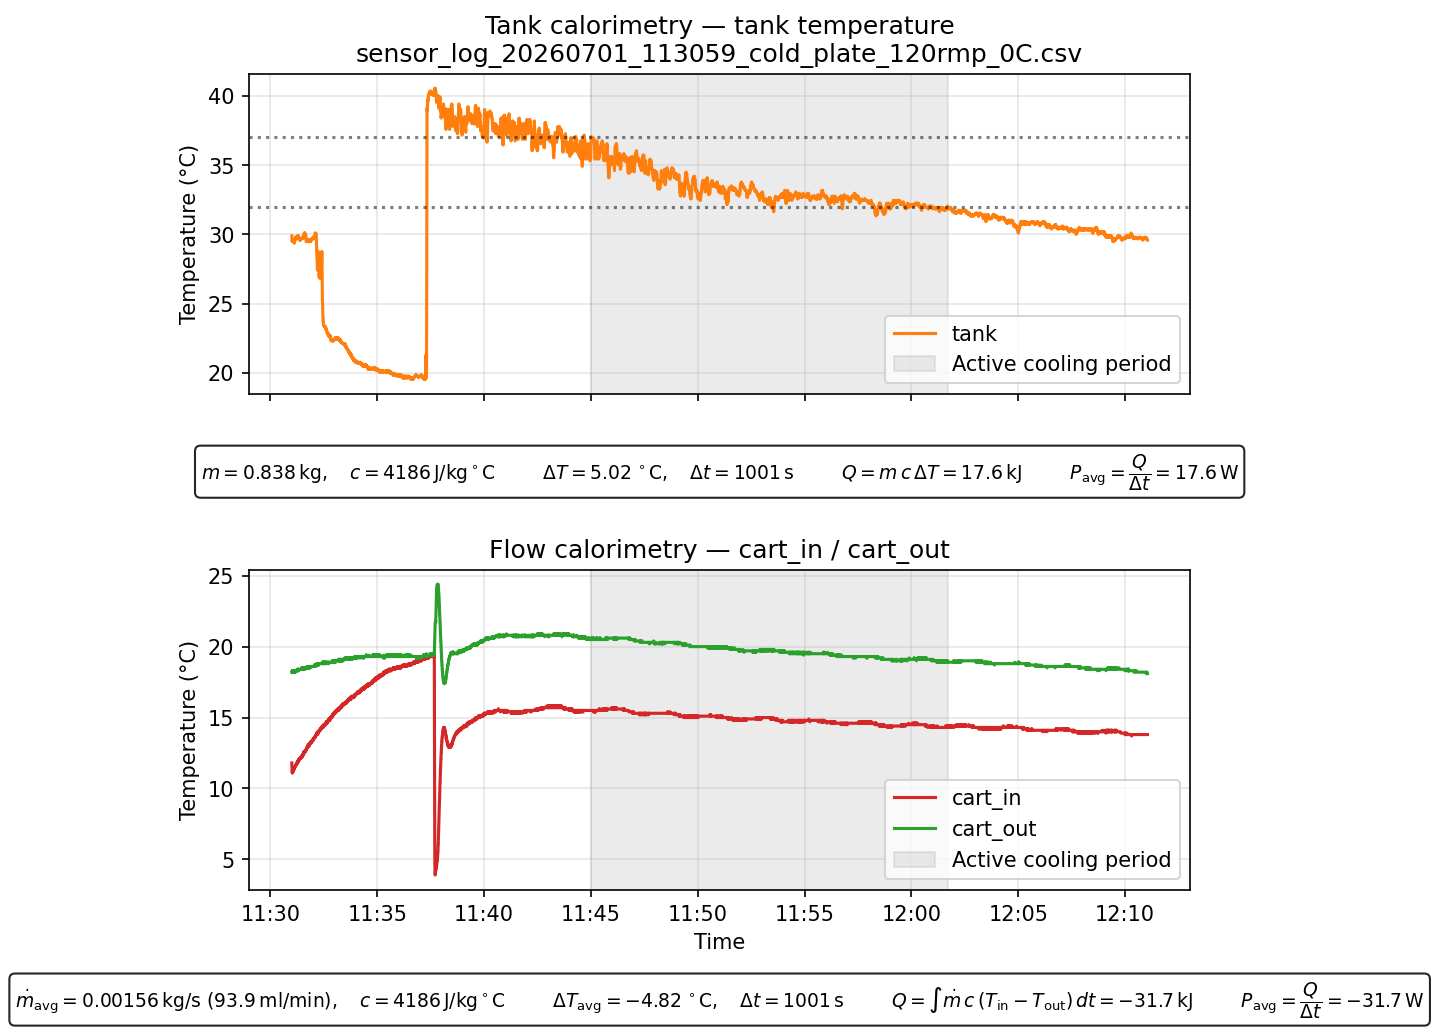 Tank calorimetry — tank temperature
sensor_log_20260701_113059_cold_plate_120rmp_0C.csv
Temperature (°C)
40
35
30
25
20
tank
Active cooling period
m = 0.838 kg, c = 4186 J/kg °C ΔT = 5.02 °C, Δt = 1001 s Q = m c ΔT = 17.6 kJ P_avg = Q/Δt = 17.6 W
Flow calorimetry — cart_in / cart_out
Temperature (°C)
25
20
15
10
5
cart_in
cart_out
Active cooling period
11:30 11:35 11:40 11:45 11:50 11:55 12:00 12:05 12:10
Time
ṁ_avg = 0.00156 kg/s (93.9 ml/min), c = 4186 J/kg °C ΔT_avg = −4.82 °C, Δt = 1001 s Q = ∫ṁ c (T_in − T_out) dt = −31.7 kJ P_avg = Q/Δt = −31.7 W